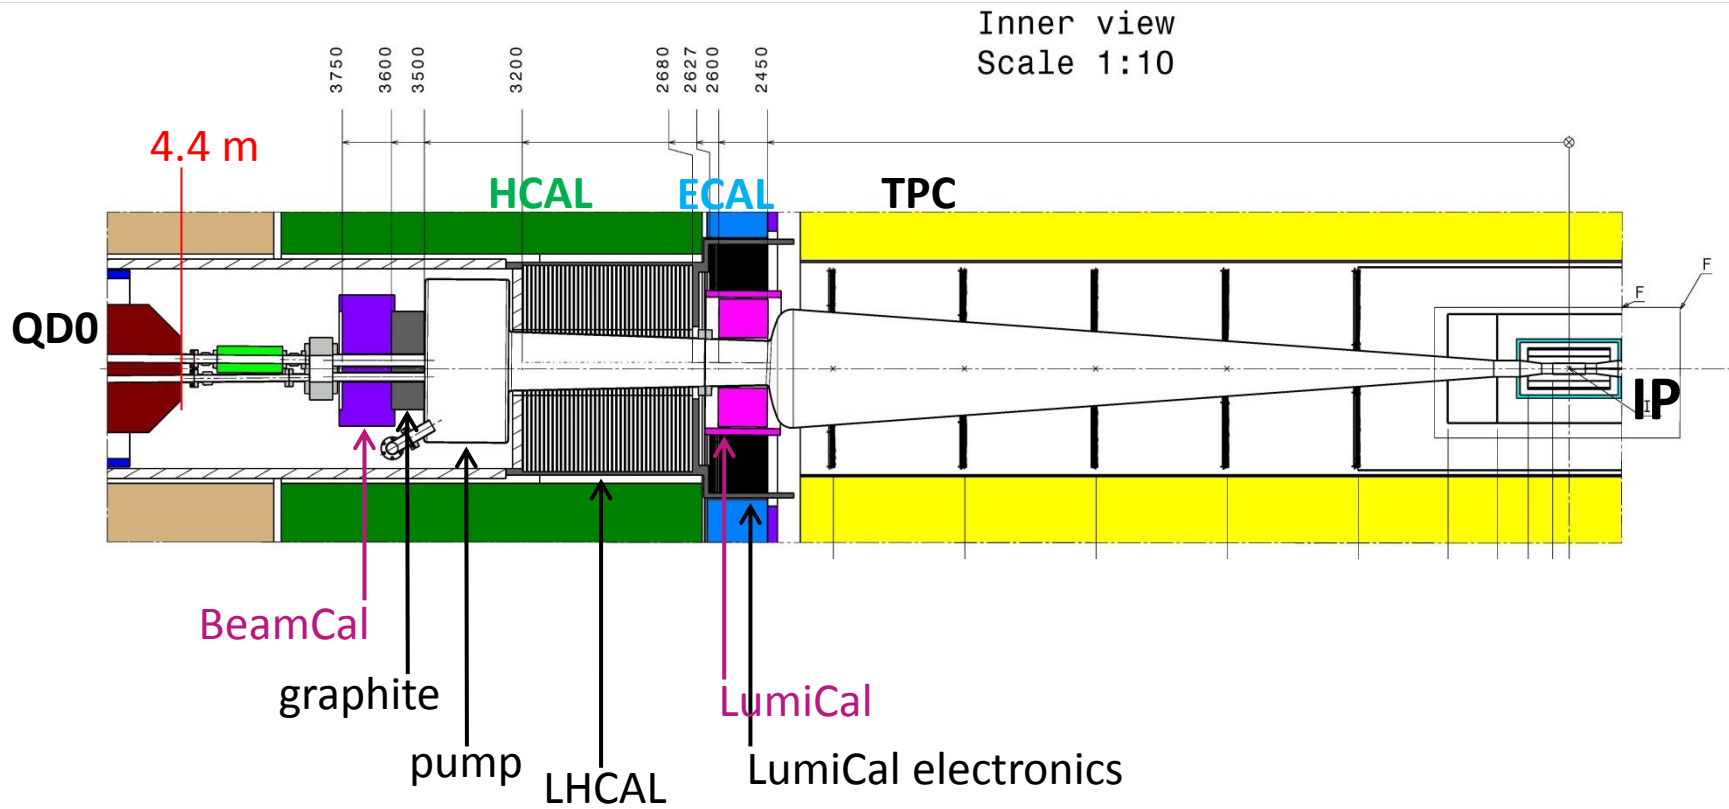 Inner view
Scale 1:10
3750
3600
3500
3200
2680
2627
2600
2450
4.4 m
HCAL
ECAL
TPC
F
F
QD0
IP
BeamCal
graphite
LumiCal
pump
LHCAL
LumiCal electronics